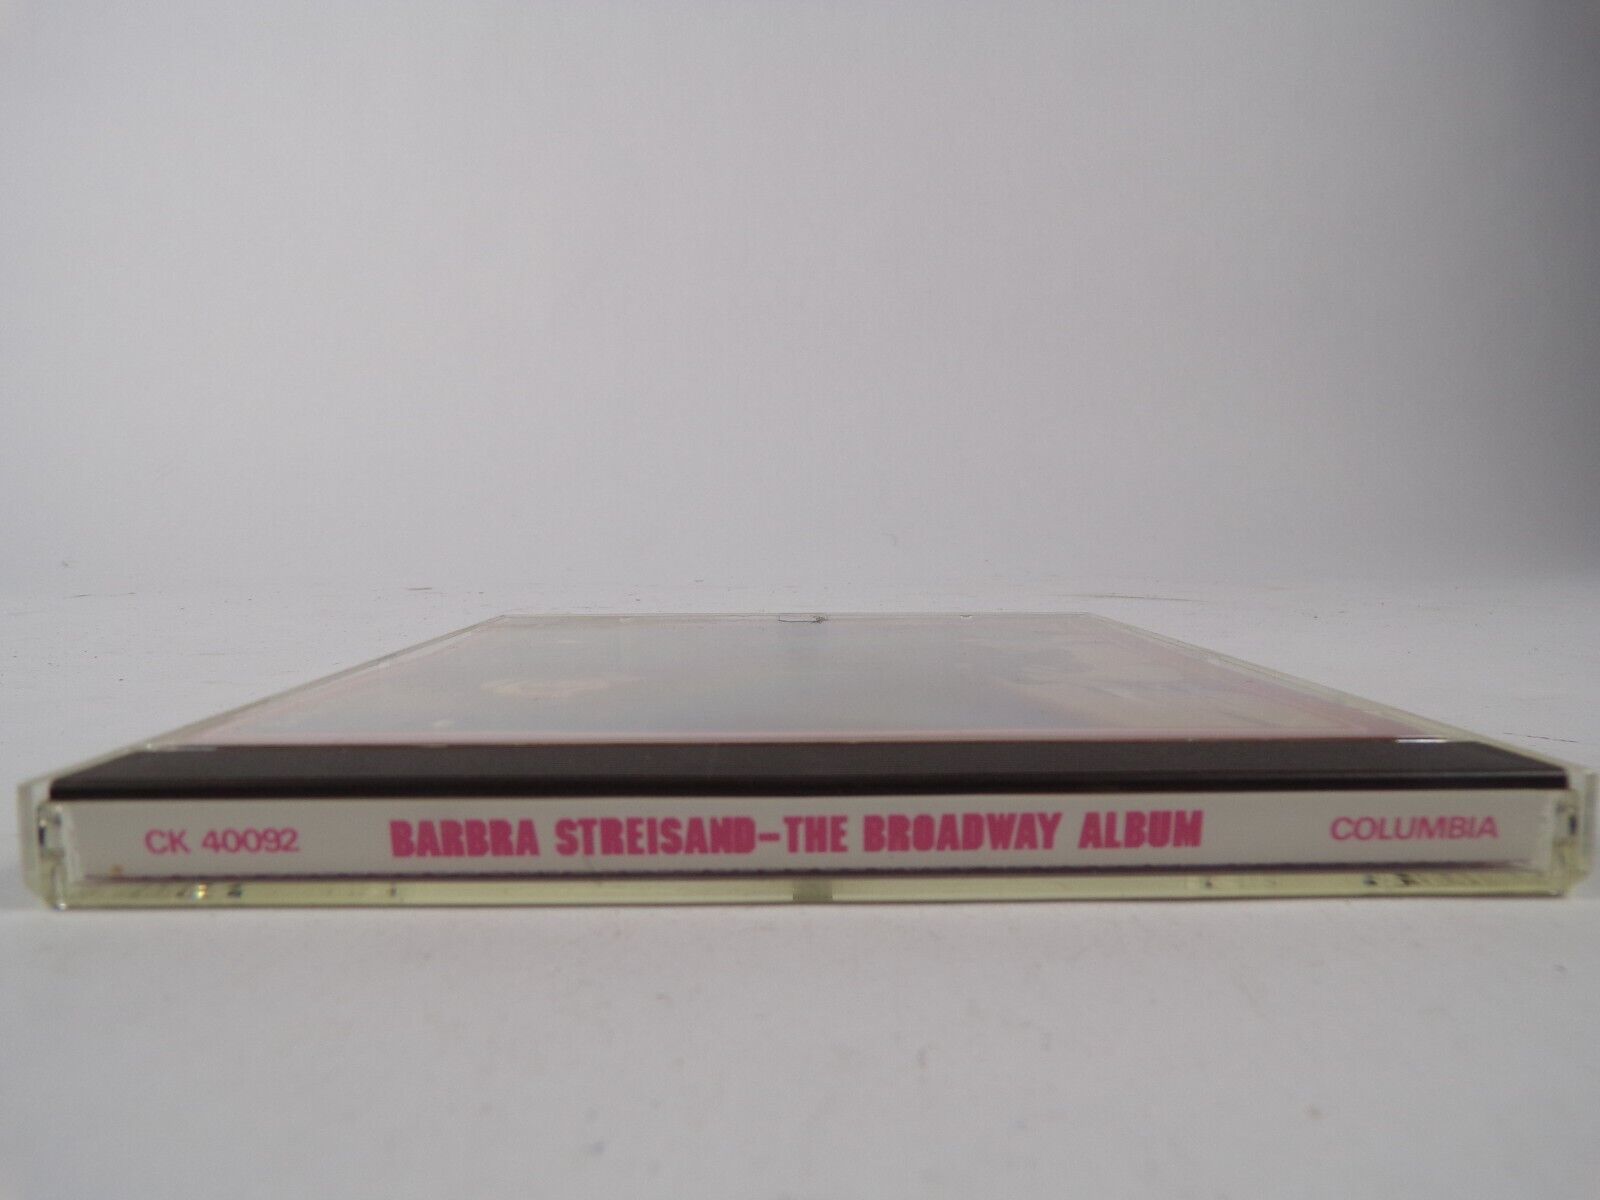 CK 40092 BARBRA STREISAND-THE BROADWAY ALBUM COLUMBIA